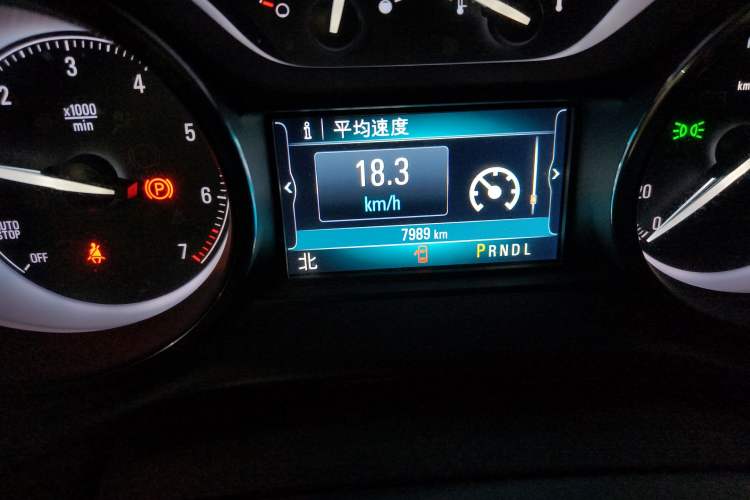 2
3
4
5
6
7
x1000
min
P
AUTO
STOP
OFF
i 平均速度
18.3
km/h
7989 km
北
PRNDL
km
20
0